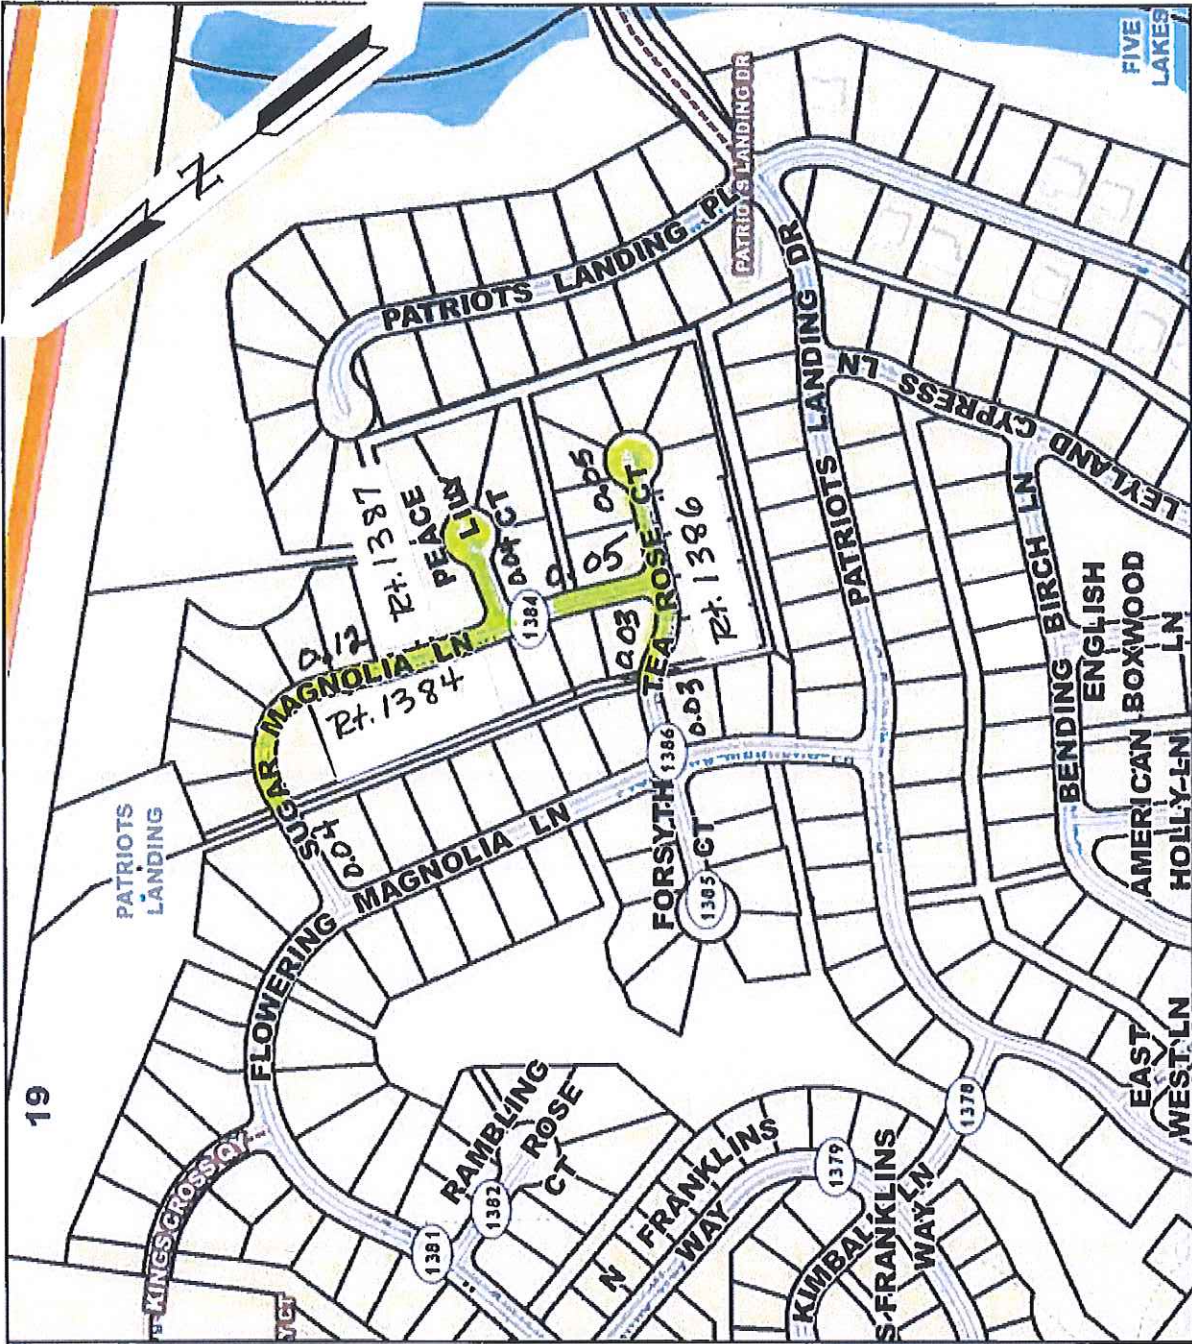 FIVE
LAKES
N
PATRIOTS LANDING DR
PATRIOTS LANDING PL
PATRIOTS LANDING DR
Rt. 1387
PEACE
LILLY
CT
0.04
0.05
0.05
TEA ROSE CT
Rt. 1386
1384
0.12
SUGAR MAGNOLIA LN
Rt. 1384
0.03
0.03
0.04
1386
PATRIOTS
LANDING
FLOWERING MAGNOLIA LN
FORSYTH CT
1385
PATRIOTS LANDING DR
LEYLAND CYPRESS LN
BENDING BIRCH LN
ENGLISH
BOXWOOD
LN
AMERICAN
HOLLY LN
EAST
WEST LN
19
KINGS CROSS
RAMBLING
ROSE
CT
1382
1381
N FRANKLINS
WAY
1379
1378
KIMBAL
S FRANKLINS
WAY LN